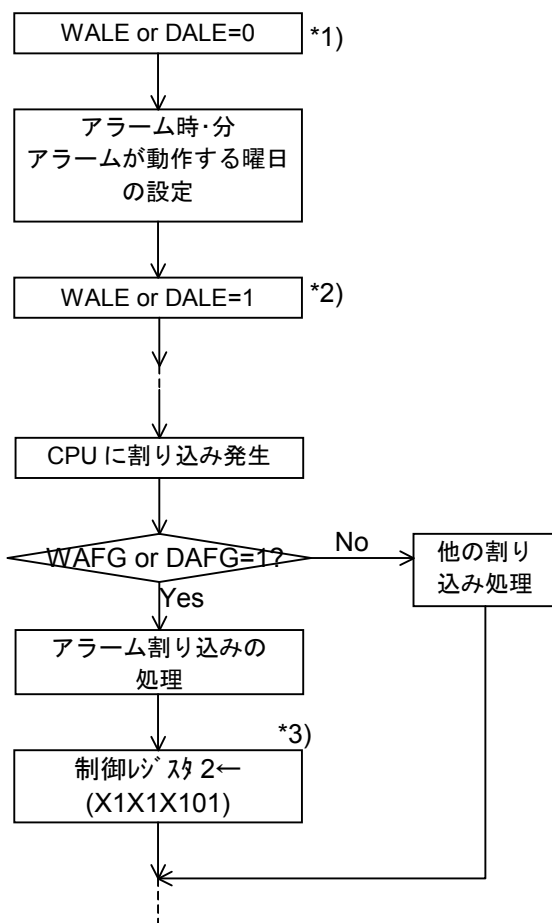 WALE or DALE=0
*1)
アラーム時･分
アラームが動作する曜日
の設定
WALE or DALE=1
*2)
CPU に割り込み発生
WAFG or DAFG=1?
No
他の割り
込み処理
Yes
アラーム割り込みの
処理
*3)
制御ﾚｼﾞｽﾀ 2←
(X1X1X101)